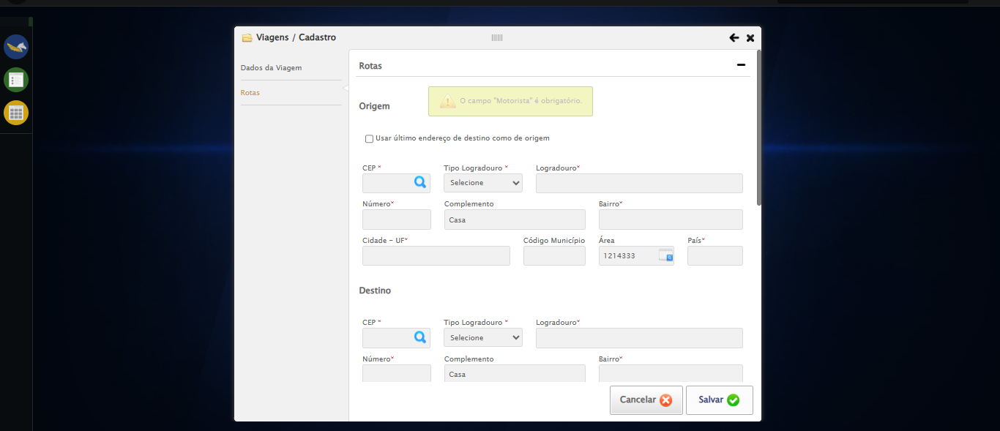 Viagens / Cadastro
Dados da Viagem
Rotas
Rotas
O campo "Motorista" é obrigatório.
Origem
Usar último endereço de destino como de origem
CEP * Tipo Logradouro * Logradouro*
Selecione
Número* Complemento Bairro*
Casa
Cidade - UF* Código Município Área País*
1214333
Destino
CEP * Tipo Logradouro * Logradouro*
Selecione
Número* Complemento Bairro*
Casa
Cancelar Salvar